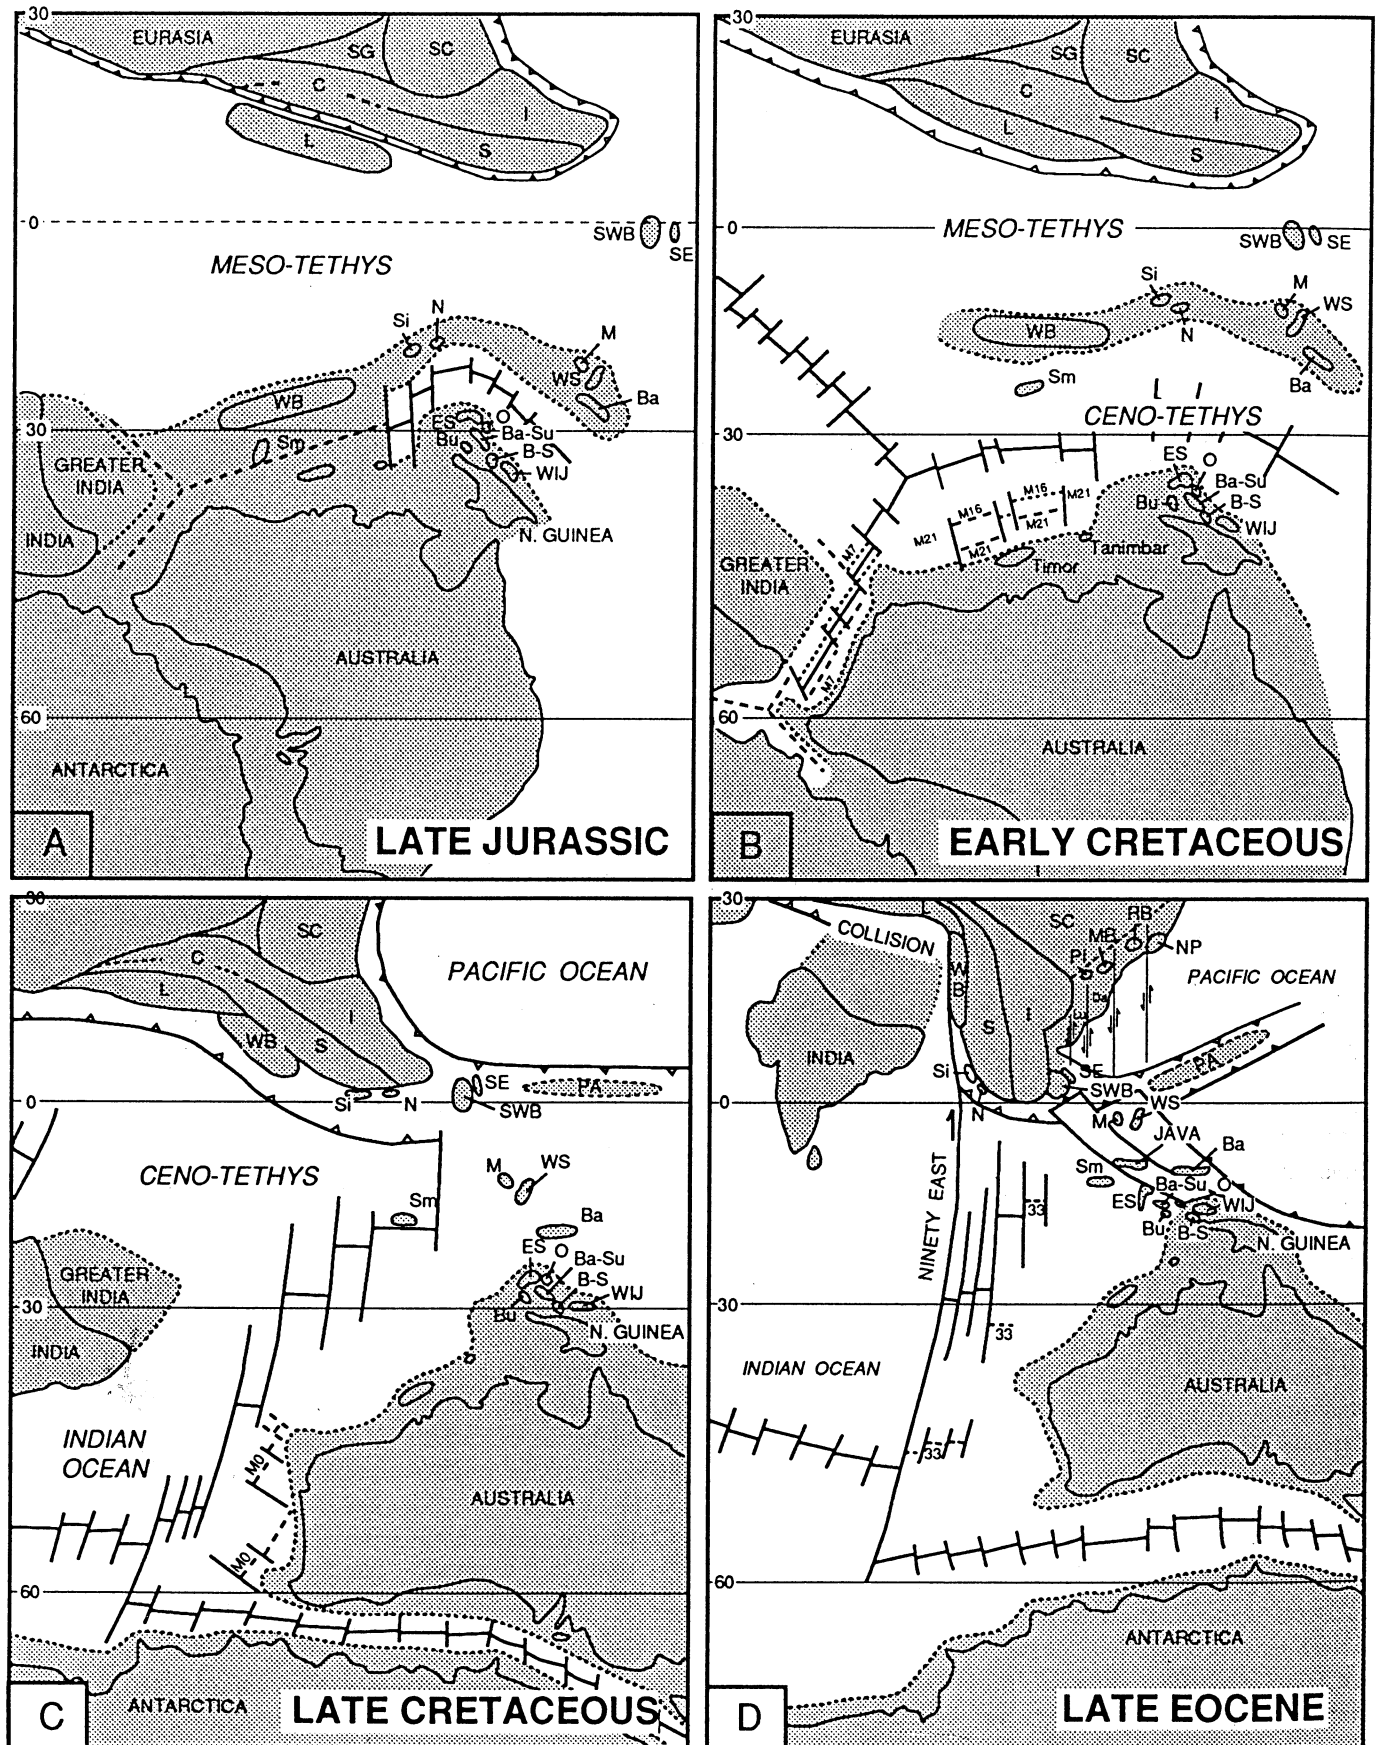 30
EURASIA
SG
SC
C
I
L
S
0
SWB
SE
MESO-TETHYS
Si
N
M
WS
WB
Ba
30
Sm
ES
O
Bu
Ba-Su
B-S
WIJ
GREATER
INDIA
N. GUINEA
INDIA
AUSTRALIA
60
ANTARCTICA
A
LATE JURASSIC
30
EURASIA
SG
SC
C
I
L
S
0
MESO-TETHYS
SWB
SE
Si
M
WS
WB
N
Sm
Ba
CENO-TETHYS
30
ES
O
Ba-Su
B-S
Bu
WIJ
M16
M21
M16
M21
M21
M21
Tanimbar
Timor
M7
GREATER
INDIA
M7
60
AUSTRALIA
B
EARLY CRETACEOUS
30
SC
C
PACIFIC OCEAN
L
I
WB
S
SE
PA
0
Si
N
SWB
CENO-TETHYS
M
WS
Sm
Ba
ES
O
Ba-Su
GREATER
INDIA
B-S
WIJ
30
Bu
N. GUINEA
INDIA
INDIAN
OCEAN
M0
AUSTRALIA
M0
60
ANTARCTICA
C
LATE CRETACEOUS
30
COLLISION
SC
RB
MB
NP
PI
W
B
PACIFIC OCEAN
Da
S
I
INDIA
PA
Si
SE
SWB
0
N
M
WS
JAVA
Ba
NINETY EAST
Sm
ES
Ba-Su
O
WIJ
33
Bu
B-S
N. GUINEA
30
33
INDIAN OCEAN
AUSTRALIA
33
60
ANTARCTICA
D
LATE EOCENE